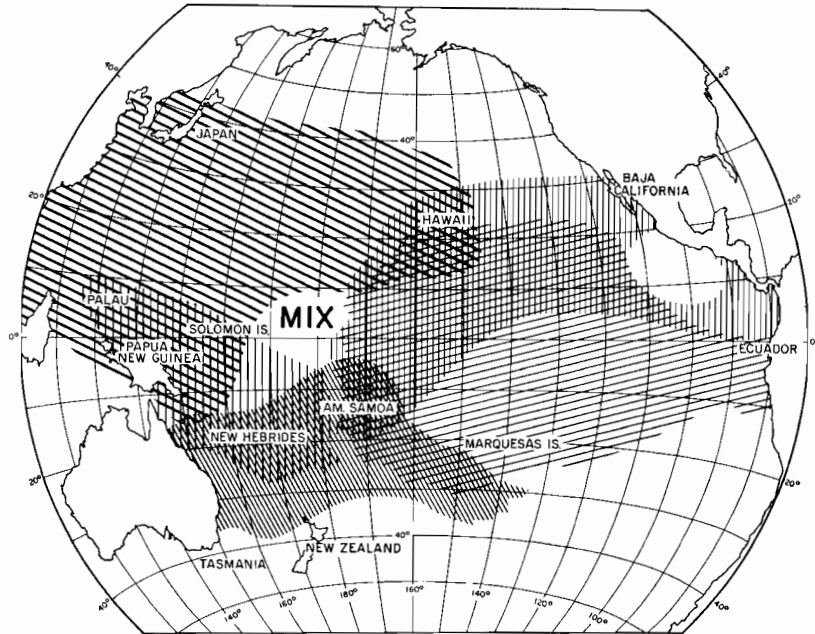 60°
40°
40°
JAPAN
40°
BAJA
CALIFORNIA
20°
20°
HAWAII
PALAU
SOLOMON IS.
MIX
0°
PAPUA
NEW GUINEA
0°
ECUADOR
AM. SAMOA
NEW HEBRIDES
MARQUESAS IS.
20°
20°
40°
NEW ZEALAND
TASMANIA
40°
140°
160°
180°
160°
140°
120°
100°
40°